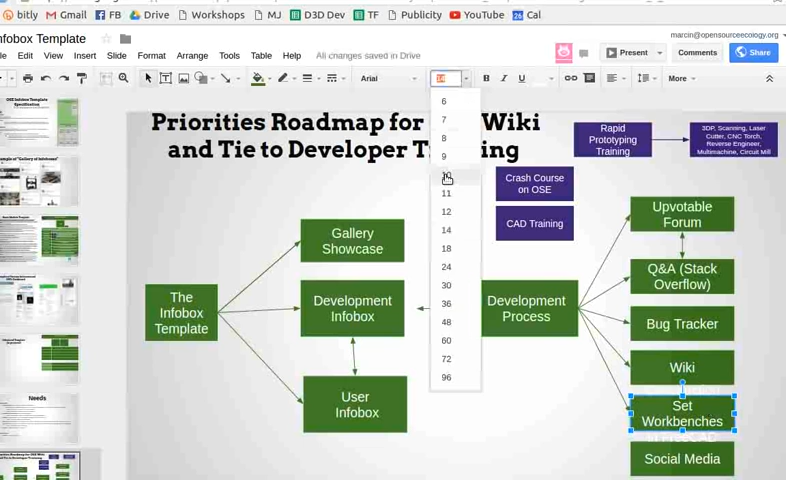 bitly Gmail FB Drive Workshops MJ D3D Dev TF Publicity YouTube 26 Cal
nfobox Template
marcin@opensourceecology.org
le Edit View Insert Slide Format Arrange Tools Table Help All changes saved in Drive
Present Comments Share
Arial 14 B I U More
6
7
8
9
10
11
12
14
18
24
30
36
48
60
72
96
Priorities Roadmap for Wiki
and Tie to Developer T ing
Rapid
Prototyping
Training
3DP, Scanning, Laser
Cutter, CNC Torch,
Reverse Engineer,
Multimachine, Circuit Mill
Crash Course
on OSE
CAD Training
Gallery
Showcase
The
Infobox
Template
Development
Infobox
User
Infobox
Development
Process
Upvotable
Forum
Q&A (Stack
Overflow)
Bug Tracker
Wiki
Set
Workbenches
Social Media
Needs